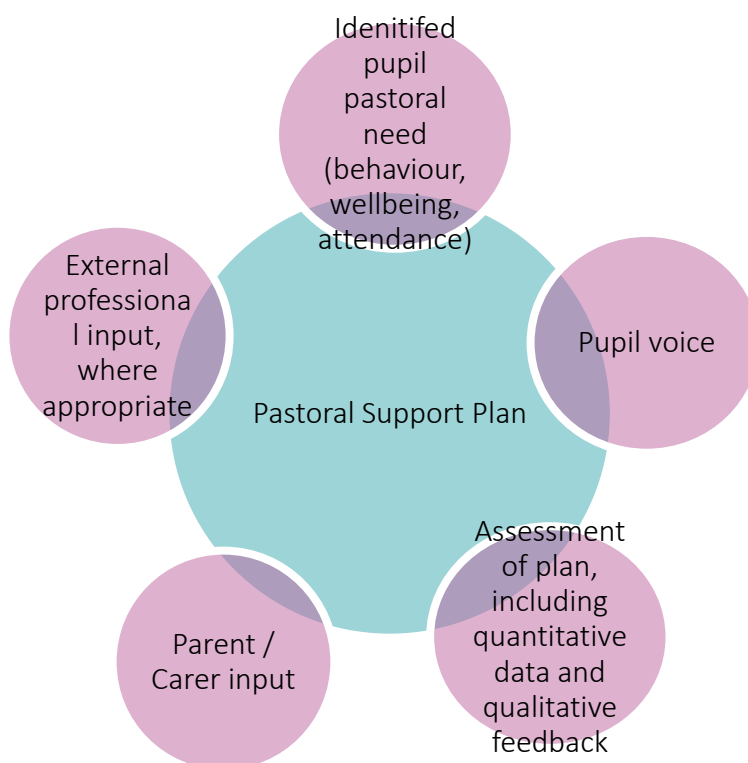 Idenitifed
pupil
pastoral
need
(behaviour,
wellbeing,
attendance)
External
professiona
l input,
where
appropriate
Pupil voice
Pastoral Support Plan
Assessment
of plan,
including
quantitative
data and
qualitative
feedback
Parent /
Carer input